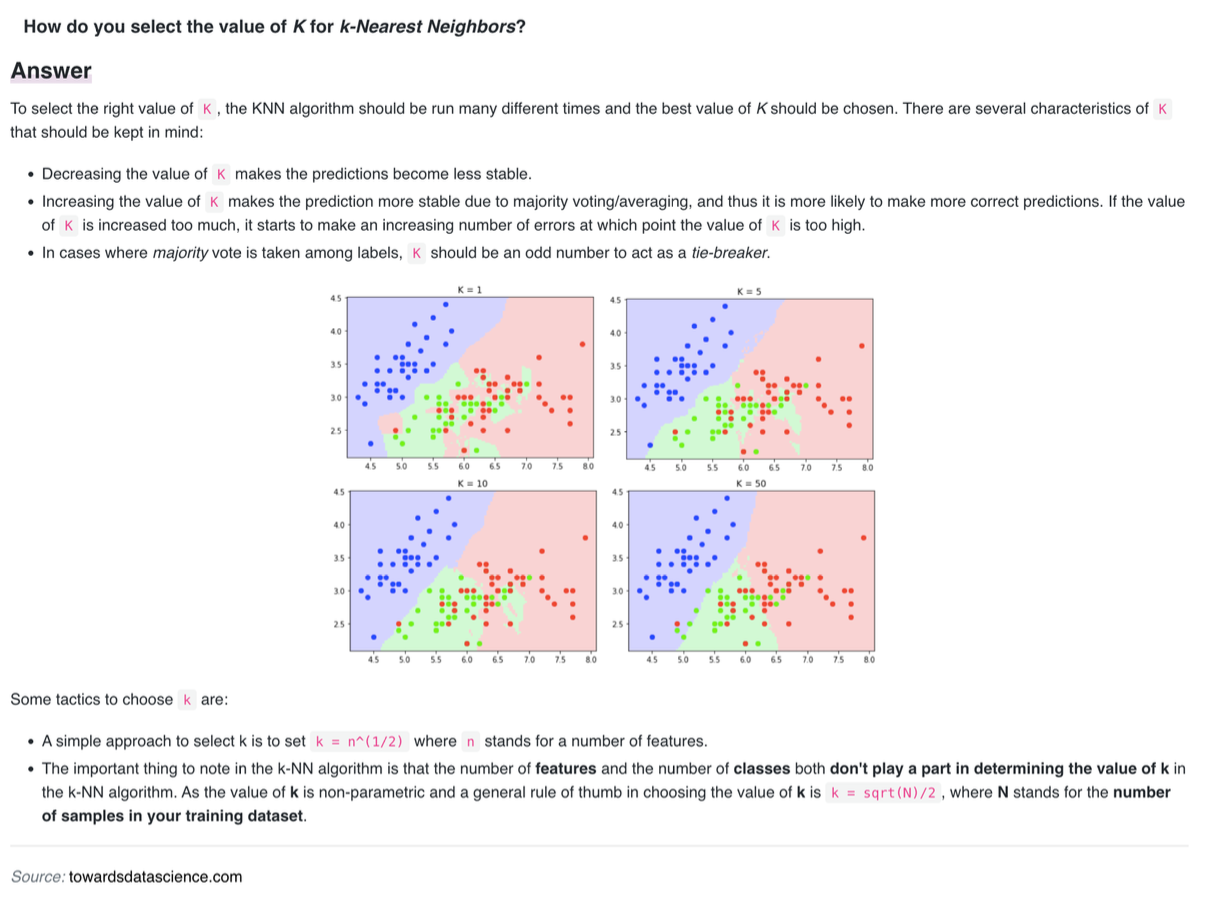 How do you select the value of K for k-Nearest Neighbors?
Answer
To select the right value of K , the KNN algorithm should be run many different times and the best value of K should be chosen. There are several characteristics of K
that should be kept in mind:
• Decreasing the value of K makes the predictions become less stable.
• Increasing the value of K makes the prediction more stable due to majority voting/averaging, and thus it is more likely to make more correct predictions. If the value
of K is increased too much, it starts to make an increasing number of errors at which point the value of K is too high.
• In cases where majority vote is taken among labels, K should be an odd number to act as a tie-breaker.
K = 1
4.5
4.0
3.5
3.0
2.5
4.5 5.0 5.5 6.0 6.5 7.0 7.5 8.0
K = 5
4.5
4.0
3.5
3.0
2.5
4.5 5.0 5.5 6.0 6.5 7.0 7.5 8.0
K = 10
4.5
4.0
3.5
3.0
2.5
4.5 5.0 5.5 6.0 6.5 7.0 7.5 8.0
K = 50
4.5
4.0
3.5
3.0
2.5
4.5 5.0 5.5 6.0 6.5 7.0 7.5 8.0
Some tactics to choose k are:
• A simple approach to select k is to set k = n^(1/2) where n stands for a number of features.
• The important thing to note in the k-NN algorithm is that the number of features and the number of classes both don't play a part in determining the value of k in
the k-NN algorithm. As the value of k is non-parametric and a general rule of thumb in choosing the value of k is k = sqrt(N)/2 , where N stands for the number
of samples in your training dataset.
Source: towardsdatascience.com